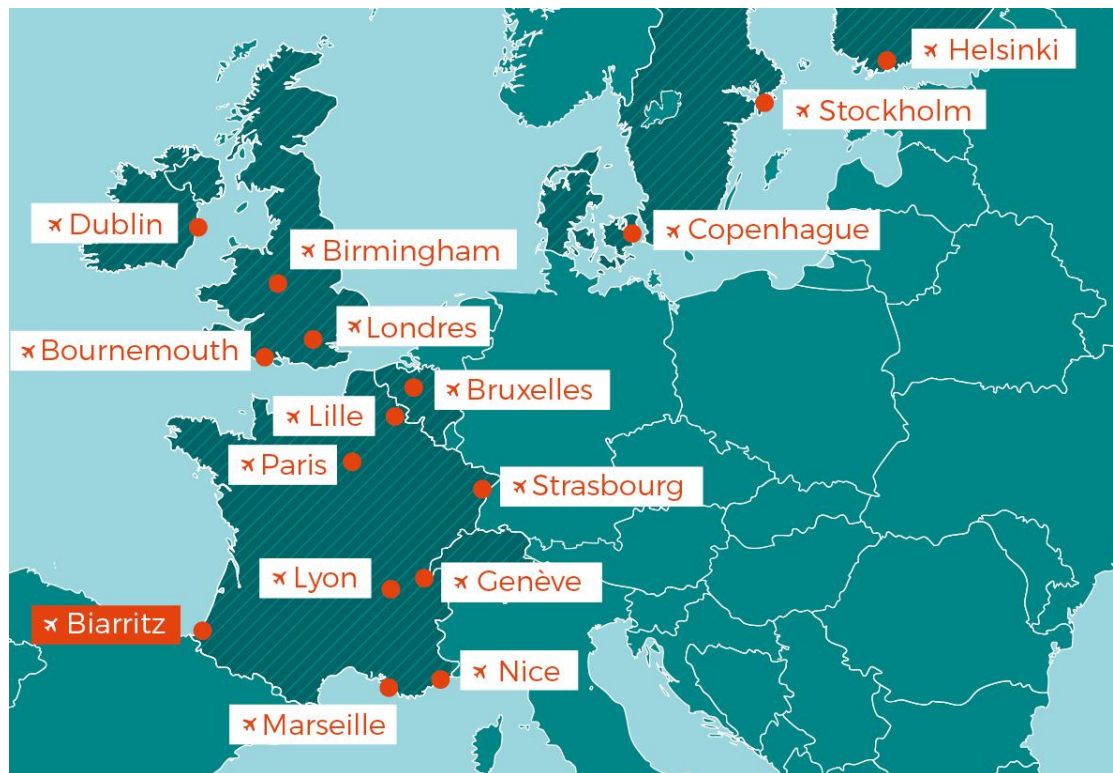 Helsinki
Stockholm
Dublin
Copenhague
Birmingham
Londres
Bournemouth
Bruxelles
Lille
Paris
Strasbourg
Lyon
Genève
Biarritz
Nice
Marseille